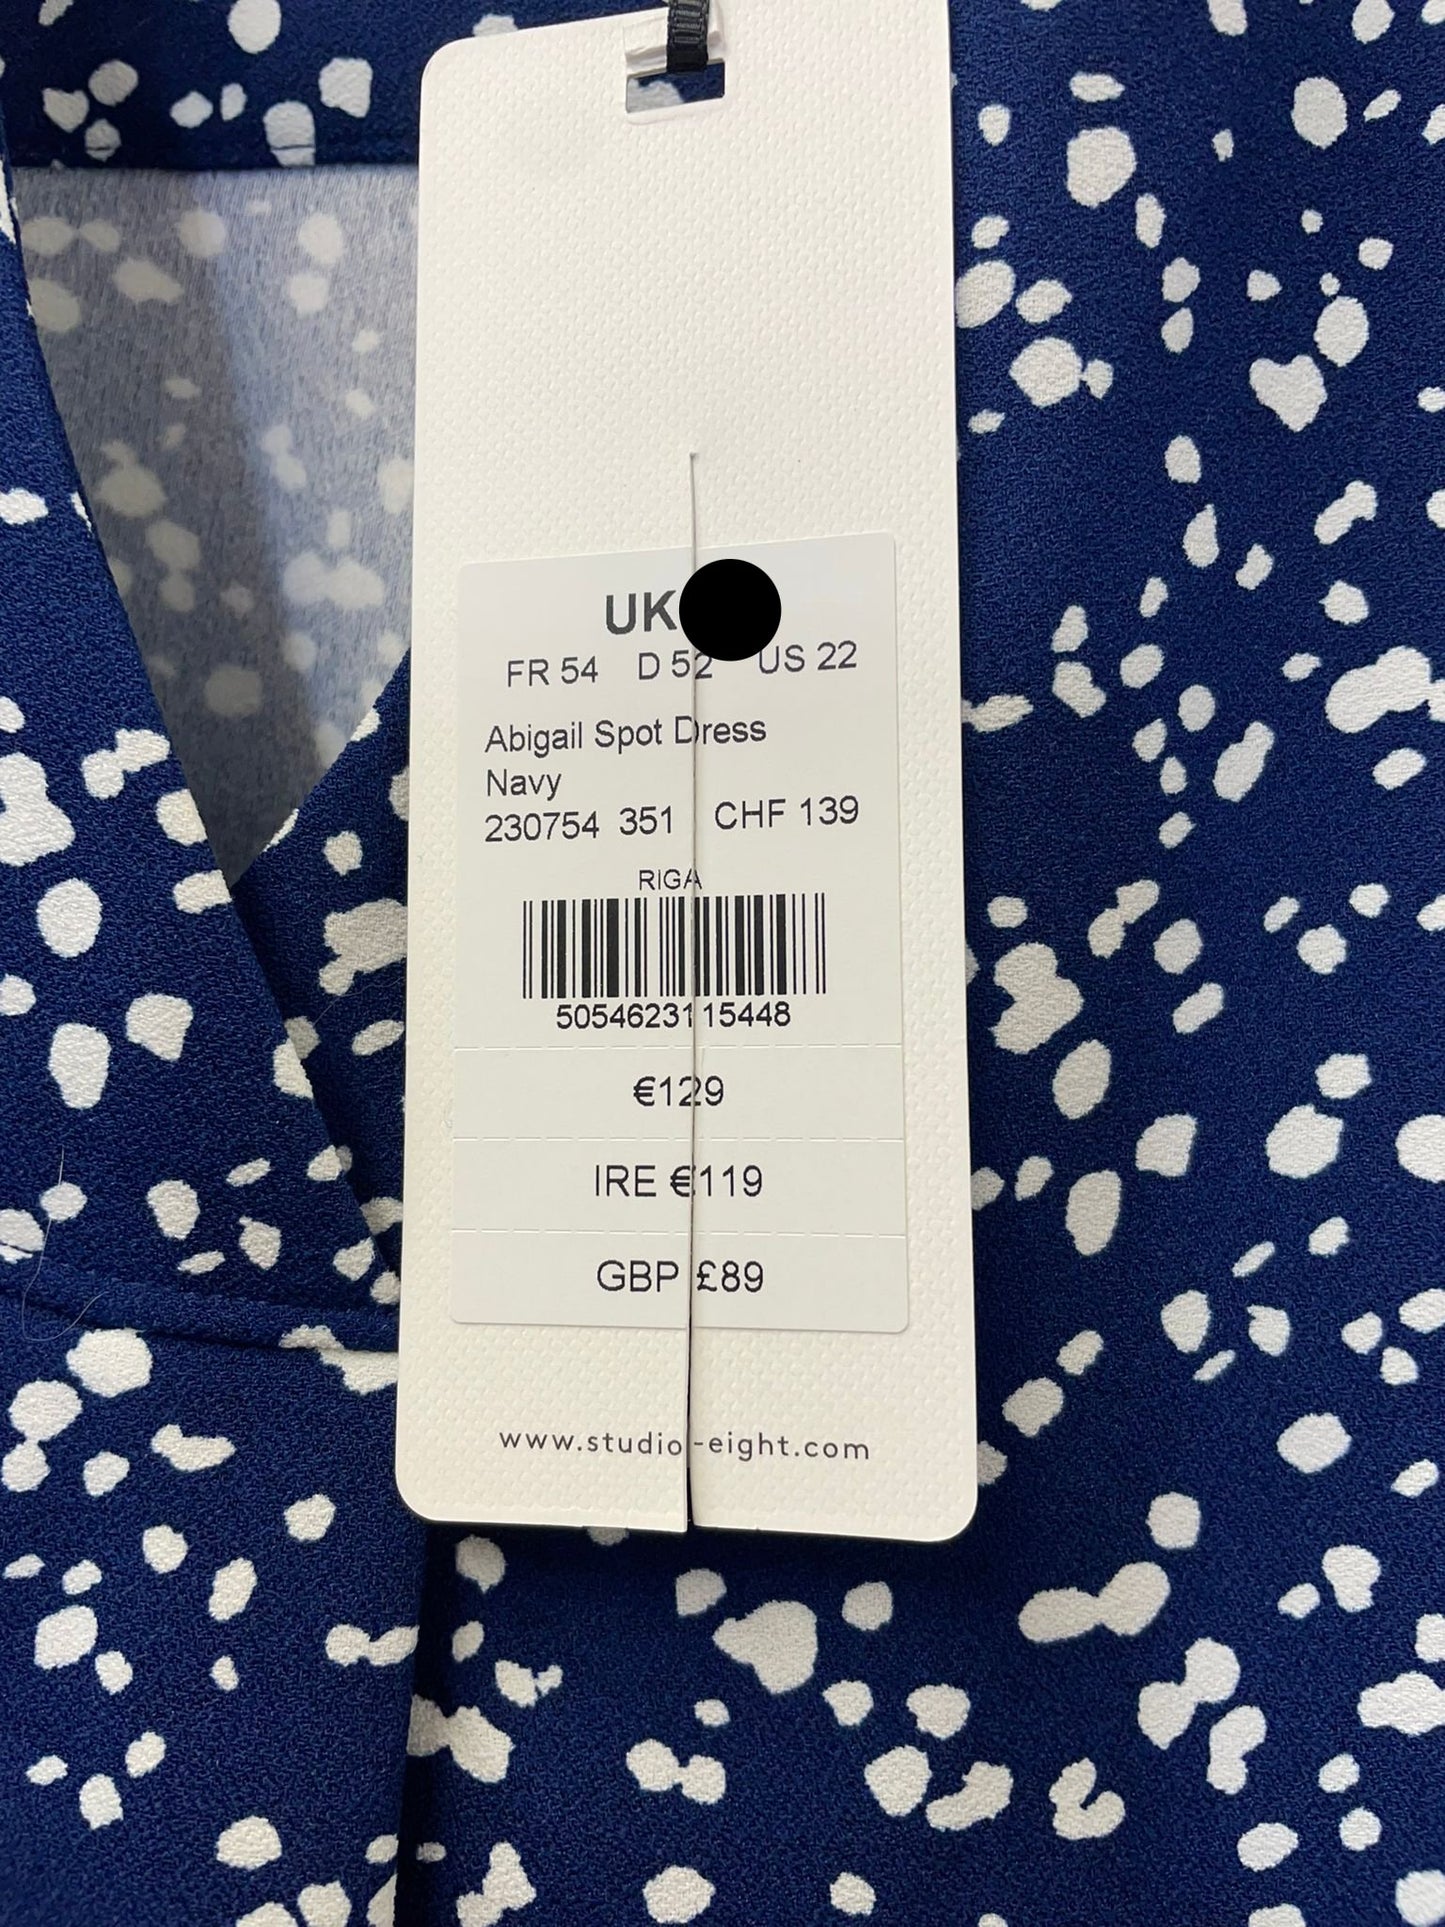 UK
FR 54 D 52 US 22
Abigail Spot Dress
Navy
230754 351 CHF 139
RIGA
5054623115448
€129
IRE €119
GBP £89
www.studio-eight.com